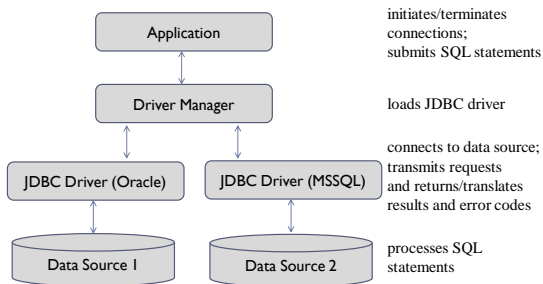 initiates/terminates
connections;
submits SQL statements
Application
Driver Manager
loads JDBC driver
connects to data source;
transmits requests
and returns/translates
results and error codes
JDBC Driver (Oracle)
JDBC Driver (MSSQL)
Data Source 1
Data Source 2
processes SQL
statements